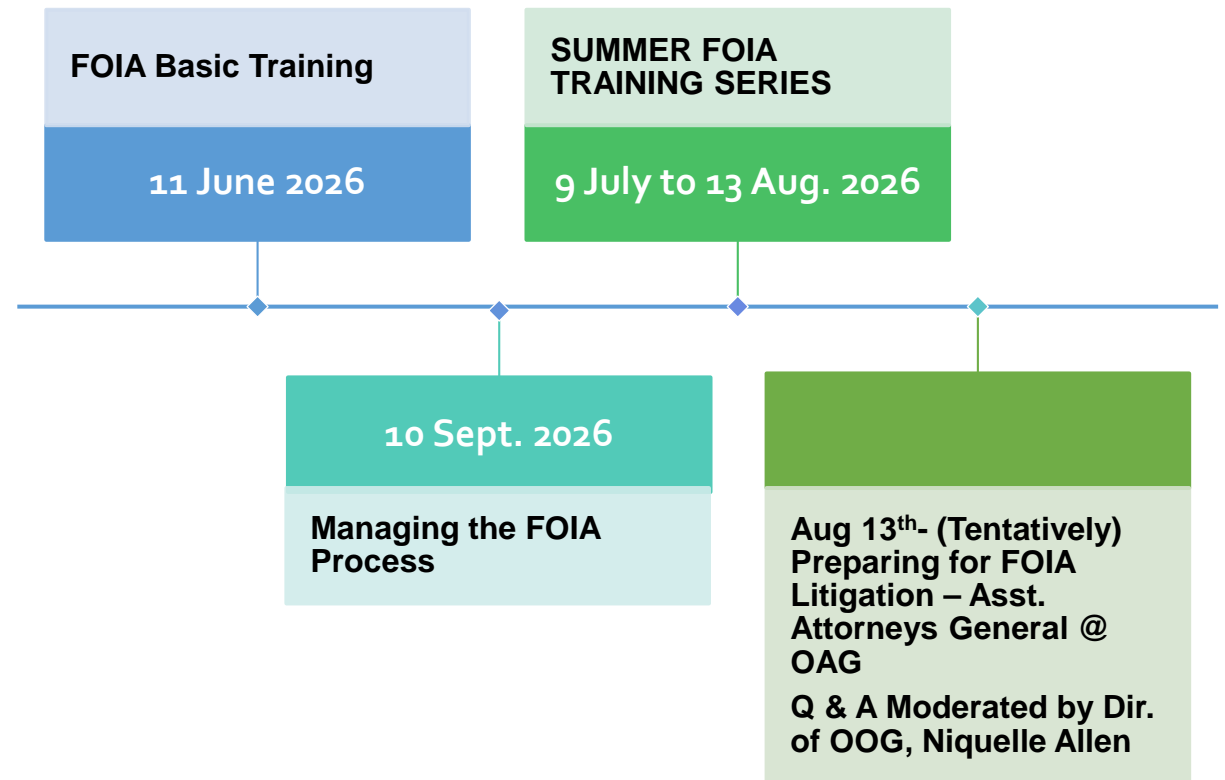 FOIA Basic Training
11 June 2026
SUMMER FOIA
TRAINING SERIES
9 July to 13 Aug. 2026
10 Sept. 2026
Managing the FOIA
Process
Aug 13th- (Tentatively)
Preparing for FOIA
Litigation – Asst.
Attorneys General @
OAG
Q & A Moderated by Dir.
of OOG, Niquelle Allen